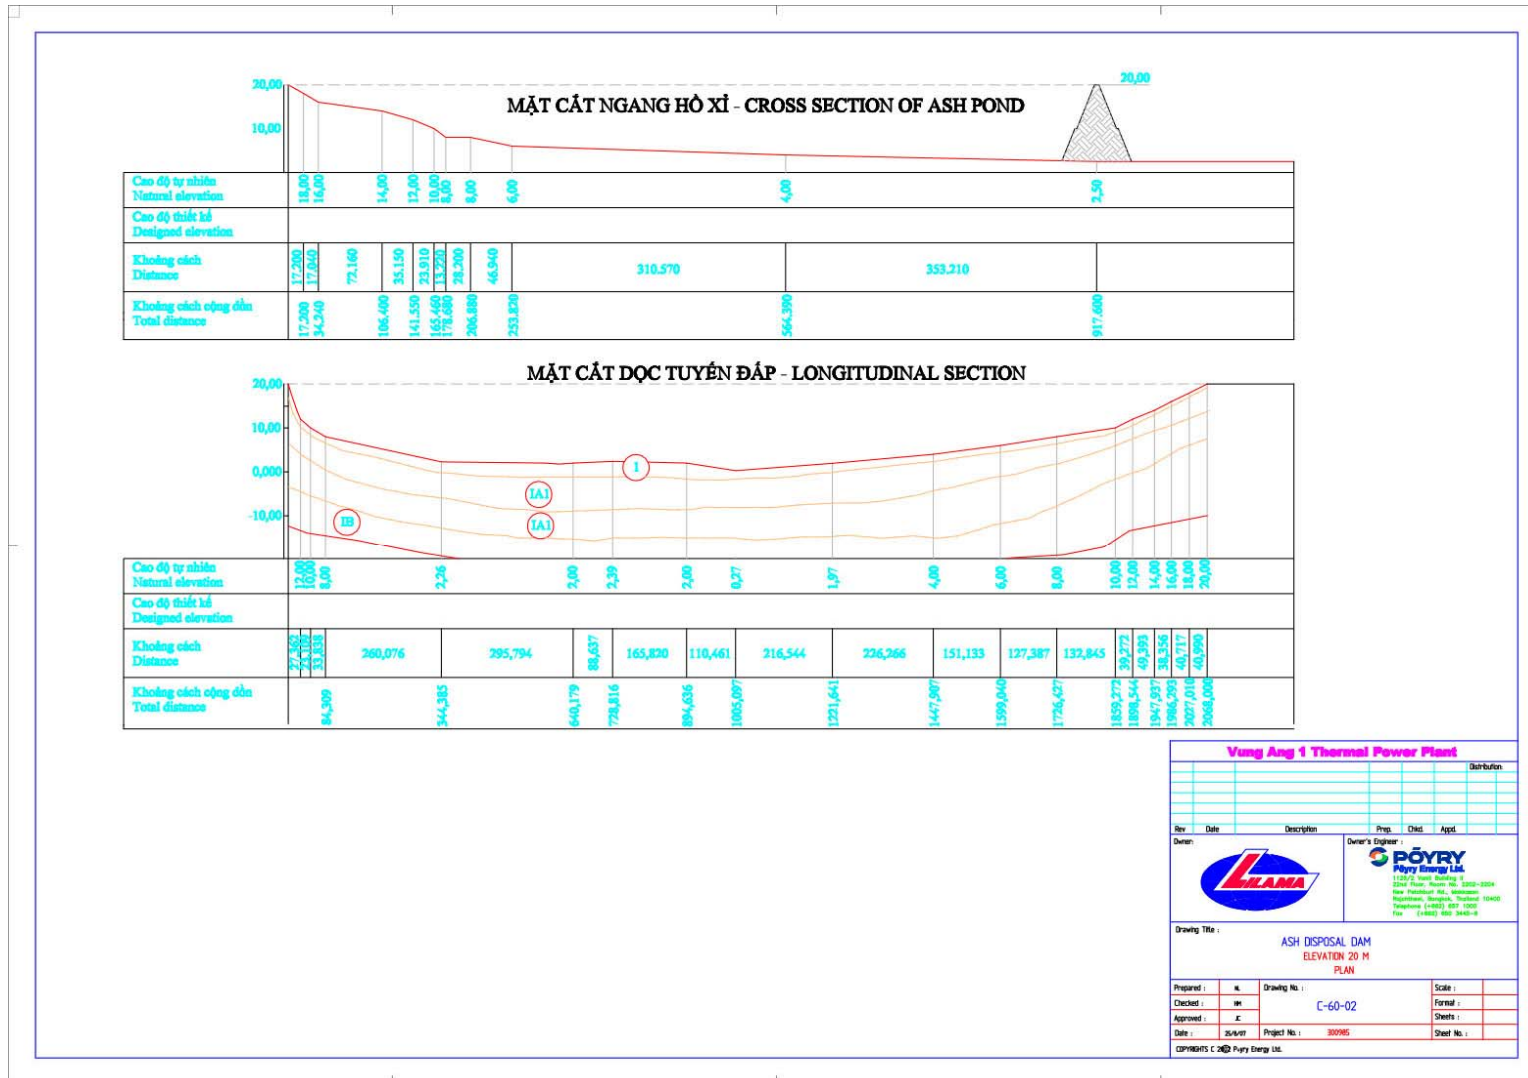 20,00
20,00
MẶT CẮT NGANG HỒ XỈ - CROSS SECTION OF ASH POND
10,00
Cao độ tự nhiên
Natural elevation
18,00 16,00 14,00 12,00 10,00 8,00 8,00 6,00 4,00 2,50
Cao độ thiết kế
Designed elevation
Khoảng cách
Distance
17.200 17.040 72.160 35.150 23.910 13.220 28.200 46.940 310.570 353.210
Khoảng cách cộng dồn
Total distance
17.200 34.240 106.400 141.550 165.460 178.680 206.880 253.820 564.390 917.600
MẶT CẮT DỌC TUYẾN ĐẬP - LONGITUDINAL SECTION
20,00
10,00
0,000
-10,00
1
IA1
IB
IA1
Cao độ tự nhiên
Natural elevation
12,00 10,00 8,00 2,26 2,00 2,39 2,00 0,27 1,97 4,00 6,00 8,00 10,00 12,00 14,00 16,00 18,00 20,00
Cao độ thiết kế
Designed elevation
Khoảng cách
Distance
33,838 260,076 295,794 88,637 165,820 110,461 216,544 226,266 151,133 127,387 132,845 39,272 49,393 38,356 40,717 40,990
Khoảng cách cộng dồn
Total distance
84,309 344,385 640,179 728,816 894,636 1005,097 1221,641 1447,907 1599,040 1726,427 1859,272 1898,544 1947,937 1986,293 2027,010 2068,000
Vung Ang 1 Thermal Power Plant
Distribution:
Rev Date Description Prep. Chkd. Appd.
Owner:
Owner's Engineer :
LILAMA
PÖYRY
Pöyry Energy Ltd.
Drawing Title :
ASH DISPOSAL DAM
ELEVATION 20 M
PLAN
Prepared : NL Drawing No. : Scale :
Checked : HM C-60-02 Format :
Approved : JC Sheets :
Date : 25/6/07 Project No. : 300985 Sheet No. :